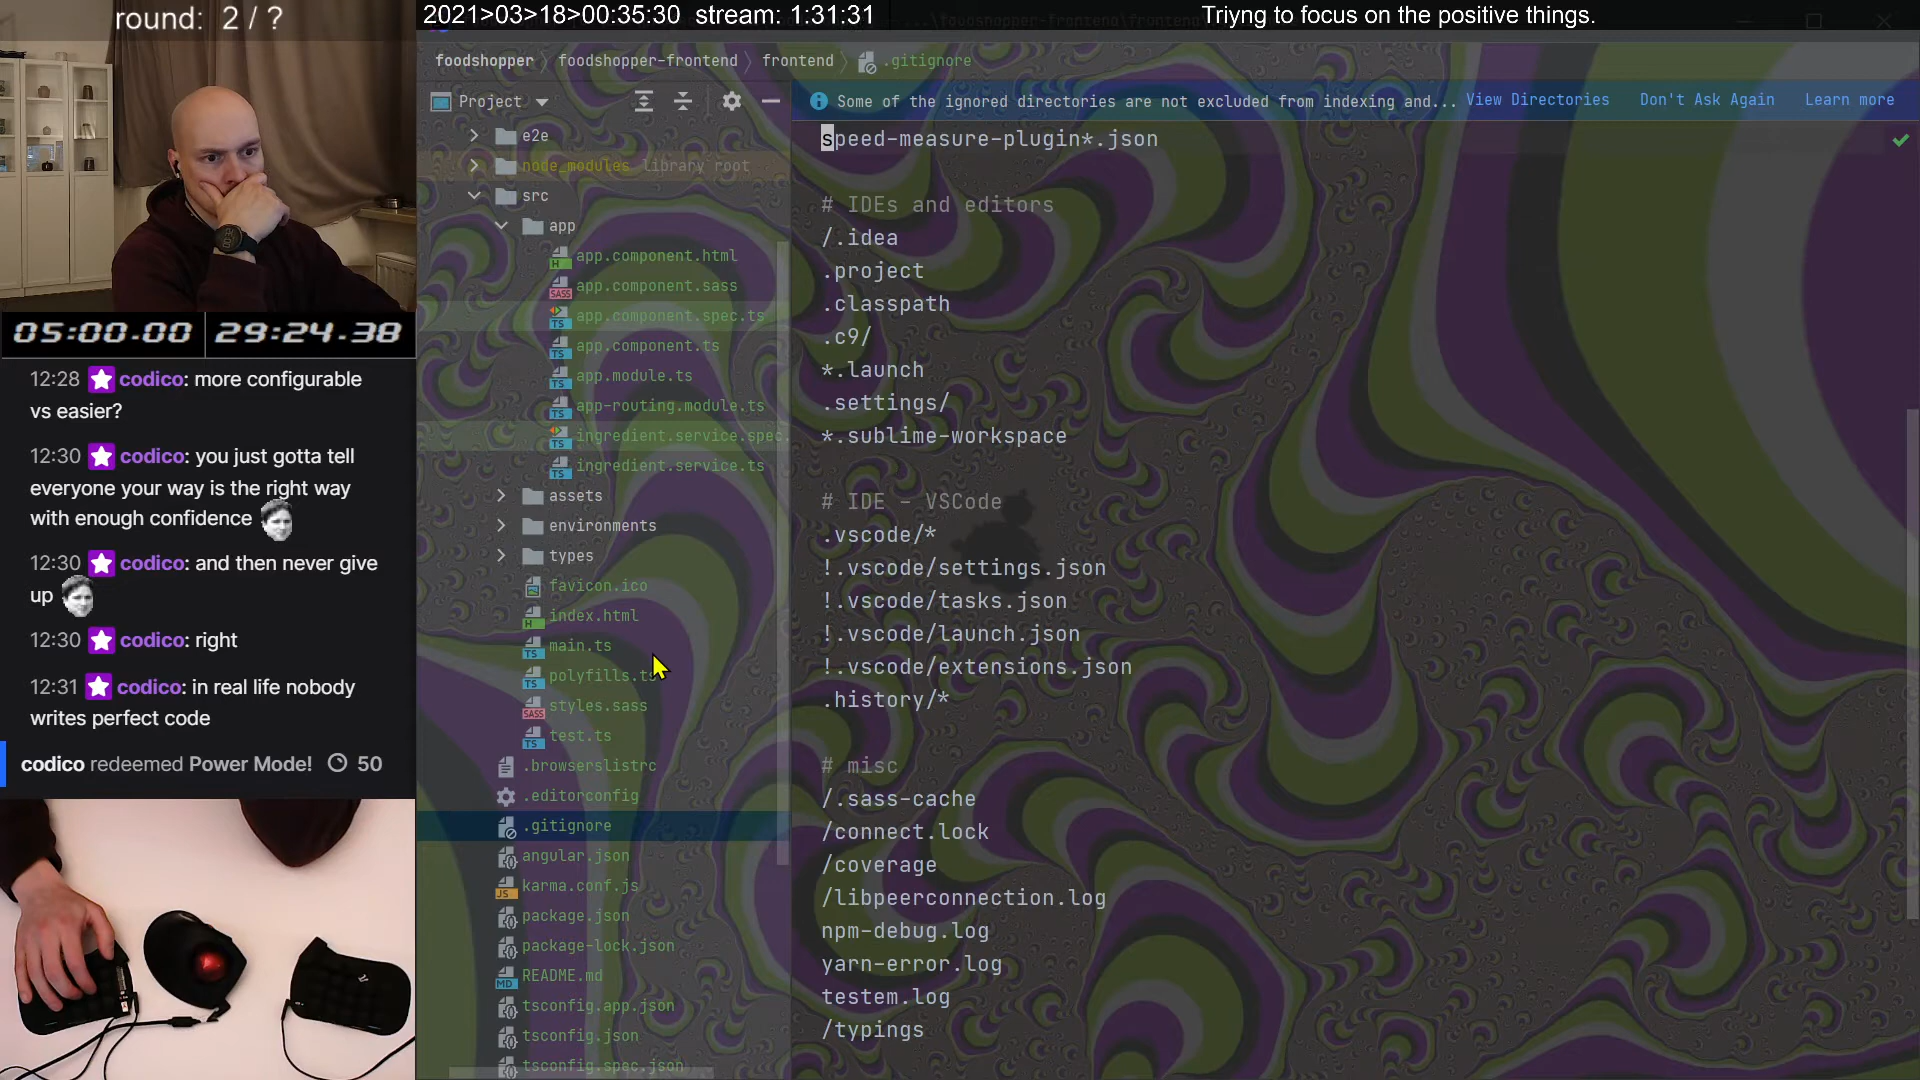 round: 2 / ?
2021>03>18>00:35:30 stream: 1:31:31
Triyng to focus on the positive things.
05:00.00 29:24.38
12:28 codico: more configurable
vs easier?
12:30 codico: you just gotta tell
everyone your way is the right way
with enough confidence
12:30 codico: and then never give
up
12:30 codico: right
12:31 codico: in real life nobody
writes perfect code
codico redeemed Power Mode! 50
foodshopper foodshopper-frontend frontend .gitignore
Project
Some of the ignored directories are not excluded from indexing and... View Directories Don't Ask Again Learn more
e2e
node_modules library root
src
app
app.component.html
app.component.sass
app.component.spec.ts
app.component.ts
app.module.ts
app-routing.module.ts
ingredient.service.spec.
ingredient.service.ts
assets
environments
types
favicon.ico
index.html
main.ts
polyfills.ts
styles.sass
test.ts
.browserslistrc
.editorconfig
.gitignore
angular.json
karma.conf.js
package.json
package-lock.json
README.md
tsconfig.app.json
tsconfig.json
tsconfig.spec.json
speed-measure-plugin*.json
# IDEs and editors
/.idea
.project
.classpath
.c9/
*.launch
.settings/
*.sublime-workspace
# IDE - VSCode
.vscode/*
!.vscode/settings.json
!.vscode/tasks.json
!.vscode/launch.json
!.vscode/extensions.json
.history/*
# misc
/.sass-cache
/connect.lock
/coverage
/libpeerconnection.log
npm-debug.log
yarn-error.log
testem.log
/typings